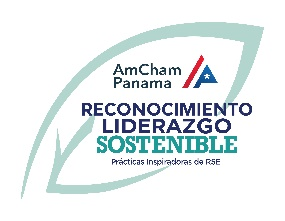 AmCham
Panama
RECONOCIMIENTO
LIDERAZGO
SOSTENIBLE
Prácticas Inspiradoras de RSE